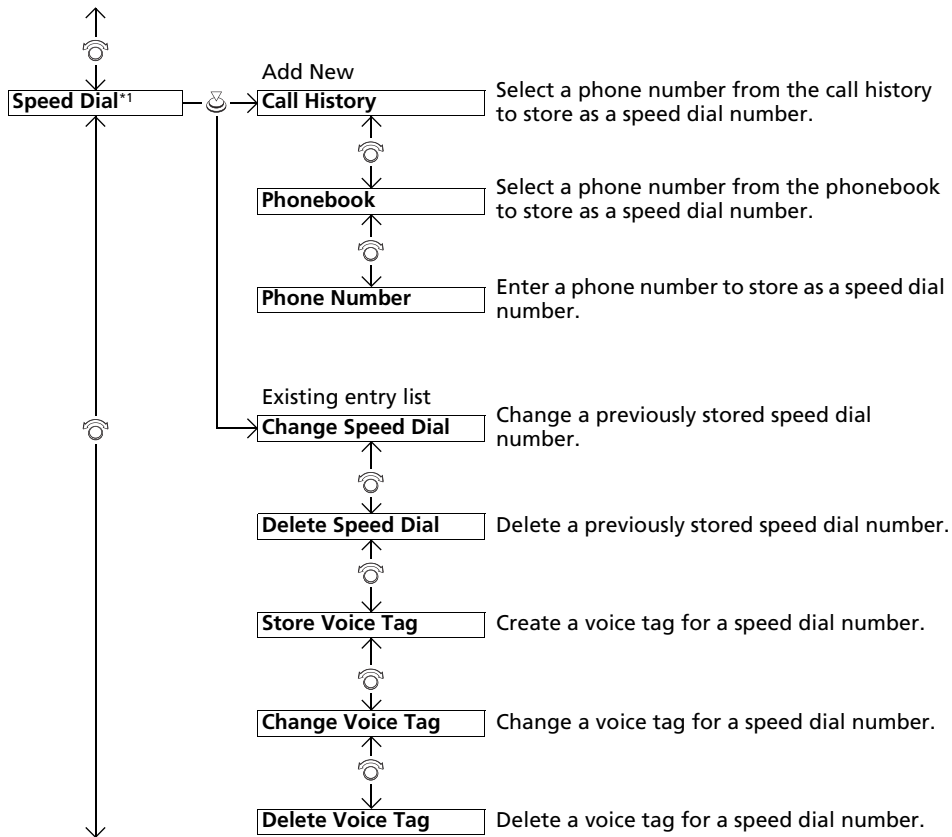 Add New
Speed Dial*1
Call History
Select a phone number from the call history
to store as a speed dial number.
Phonebook
Select a phone number from the phonebook
to store as a speed dial number.
Phone Number
Enter a phone number to store as a speed dial
number.
Existing entry list
Change Speed Dial
Change a previously stored speed dial
number.
Delete Speed Dial
Delete a previously stored speed dial number.
Store Voice Tag
Create a voice tag for a speed dial number.
Change Voice Tag
Change a voice tag for a speed dial number.
Delete Voice Tag
Delete a voice tag for a speed dial number.